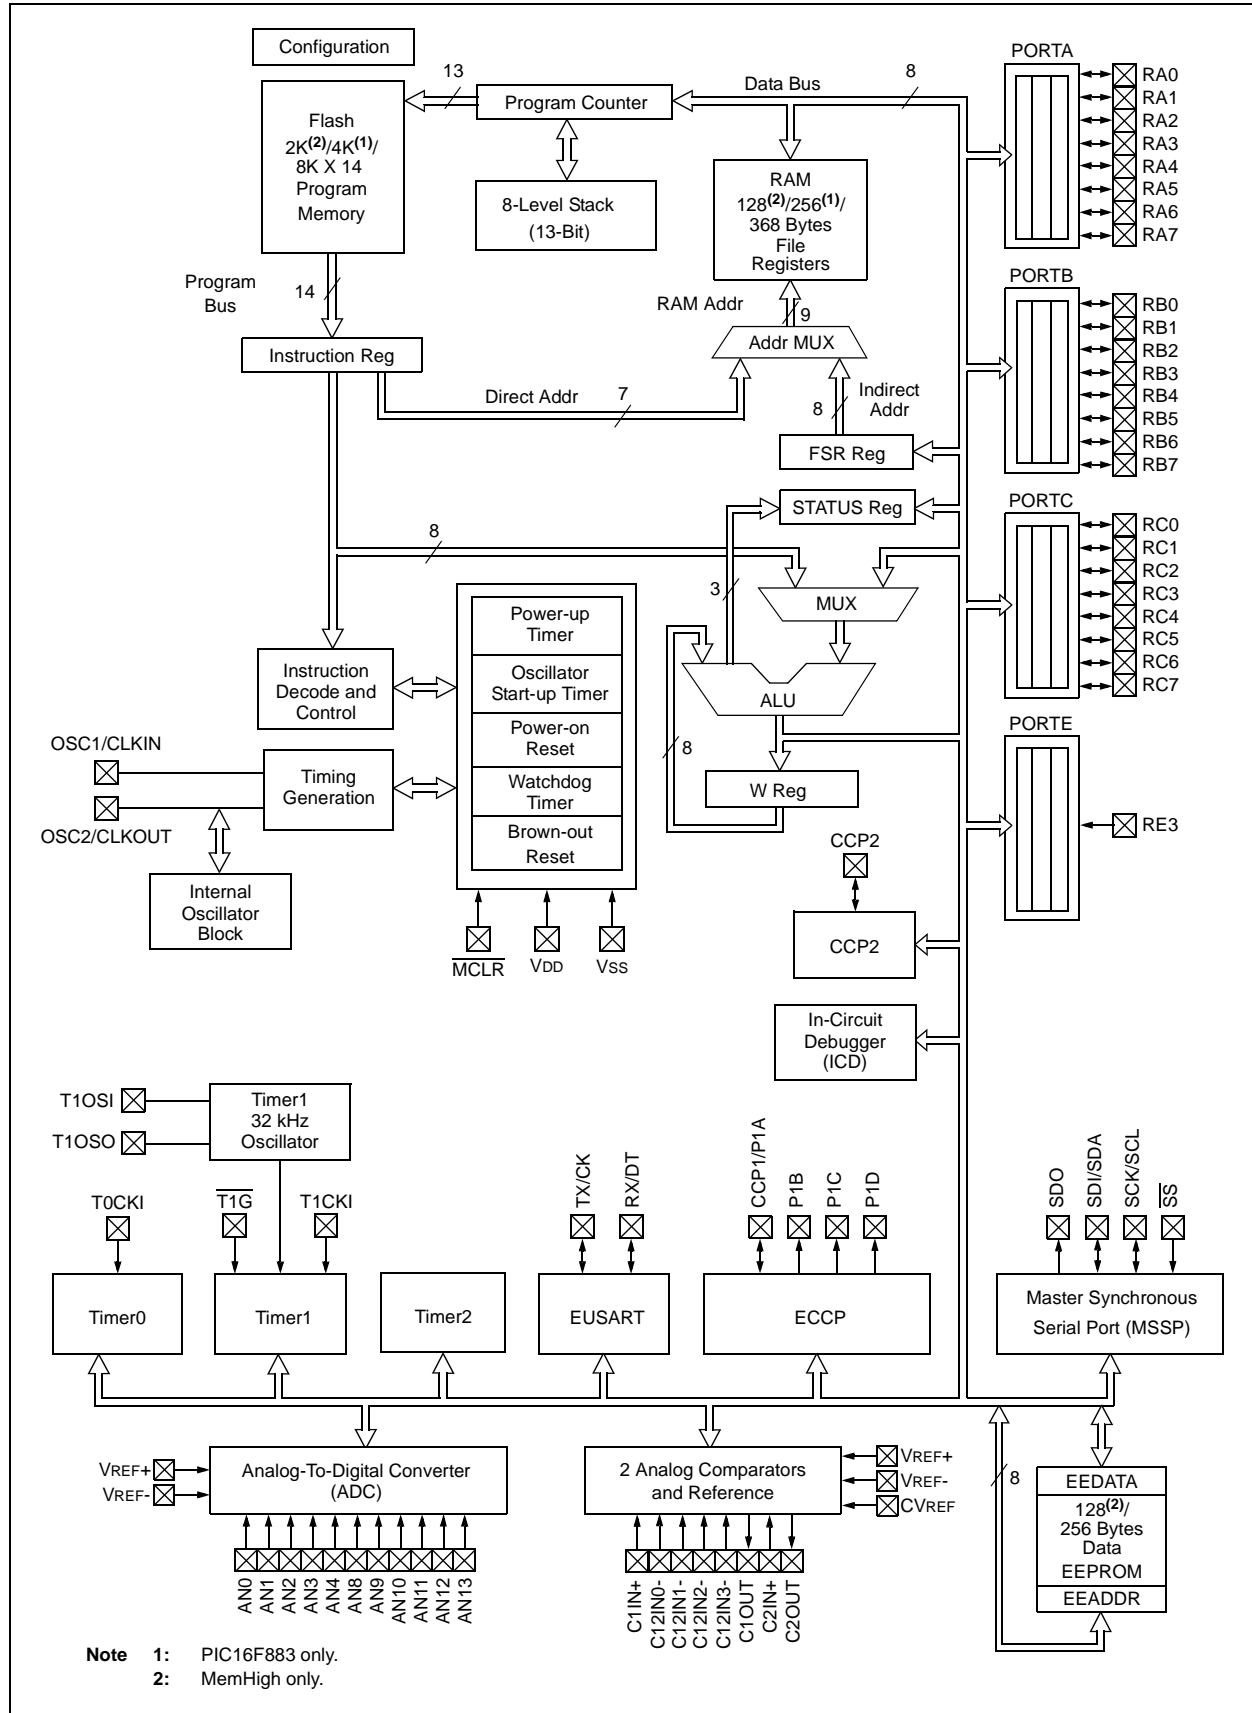 Configuration
PORTA
13
Data Bus
8
Program Counter
Flash
2K(2)/4K(1)/
8K X 14
Program
Memory
8-Level Stack
(13-Bit)
RAM
128(2)/256(1)/
368 Bytes
File
Registers
RA0
RA1
RA2
RA3
RA4
RA5
RA6
RA7
Program
Bus
14
RAM Addr
9
Addr MUX
Instruction Reg
Direct Addr
7
8
Indirect
Addr
FSR Reg
STATUS Reg
PORTB
RB0
RB1
RB2
RB3
RB4
RB5
RB6
RB7
PORTC
RC0
RC1
RC2
RC3
RC4
RC5
RC6
RC7
8
3
MUX
ALU
8
W Reg
Power-up
Timer
Oscillator
Start-up Timer
Power-on
Reset
Watchdog
Timer
Brown-out
Reset
Instruction
Decode and
Control
OSC1/CLKIN
OSC2/CLKOUT
Timing
Generation
Internal
Oscillator
Block
MCLR
VDD
VSS
PORTE
RE3
CCP2
CCP2
In-Circuit
Debugger
(ICD)
T1OSI
T1OSO
Timer1
32 kHz
Oscillator
T0CKI
T1G
T1CKI
TX/CK
RX/DT
CCP1/P1A
P1B
P1C
P1D
SDO
SDI/SDA
SCK/SCL
SS
Timer0
Timer1
Timer2
EUSART
ECCP
Master Synchronous
Serial Port (MSSP)
VREF+
VREF-
Analog-To-Digital Converter
(ADC)
2 Analog Comparators
and Reference
VREF+
VREF-
CVREF
8
EEDATA
128(2)/
256 Bytes
Data
EEPROM
EEADDR
AN0
AN1
AN2
AN3
AN4
AN8
AN9
AN10
AN11
AN12
AN13
C1IN+
C12IN0-
C12IN1-
C12IN2-
C12IN3-
C1OUT
C2IN+
C2OUT
Note 1: PIC16F883 only.
2: MemHigh only.